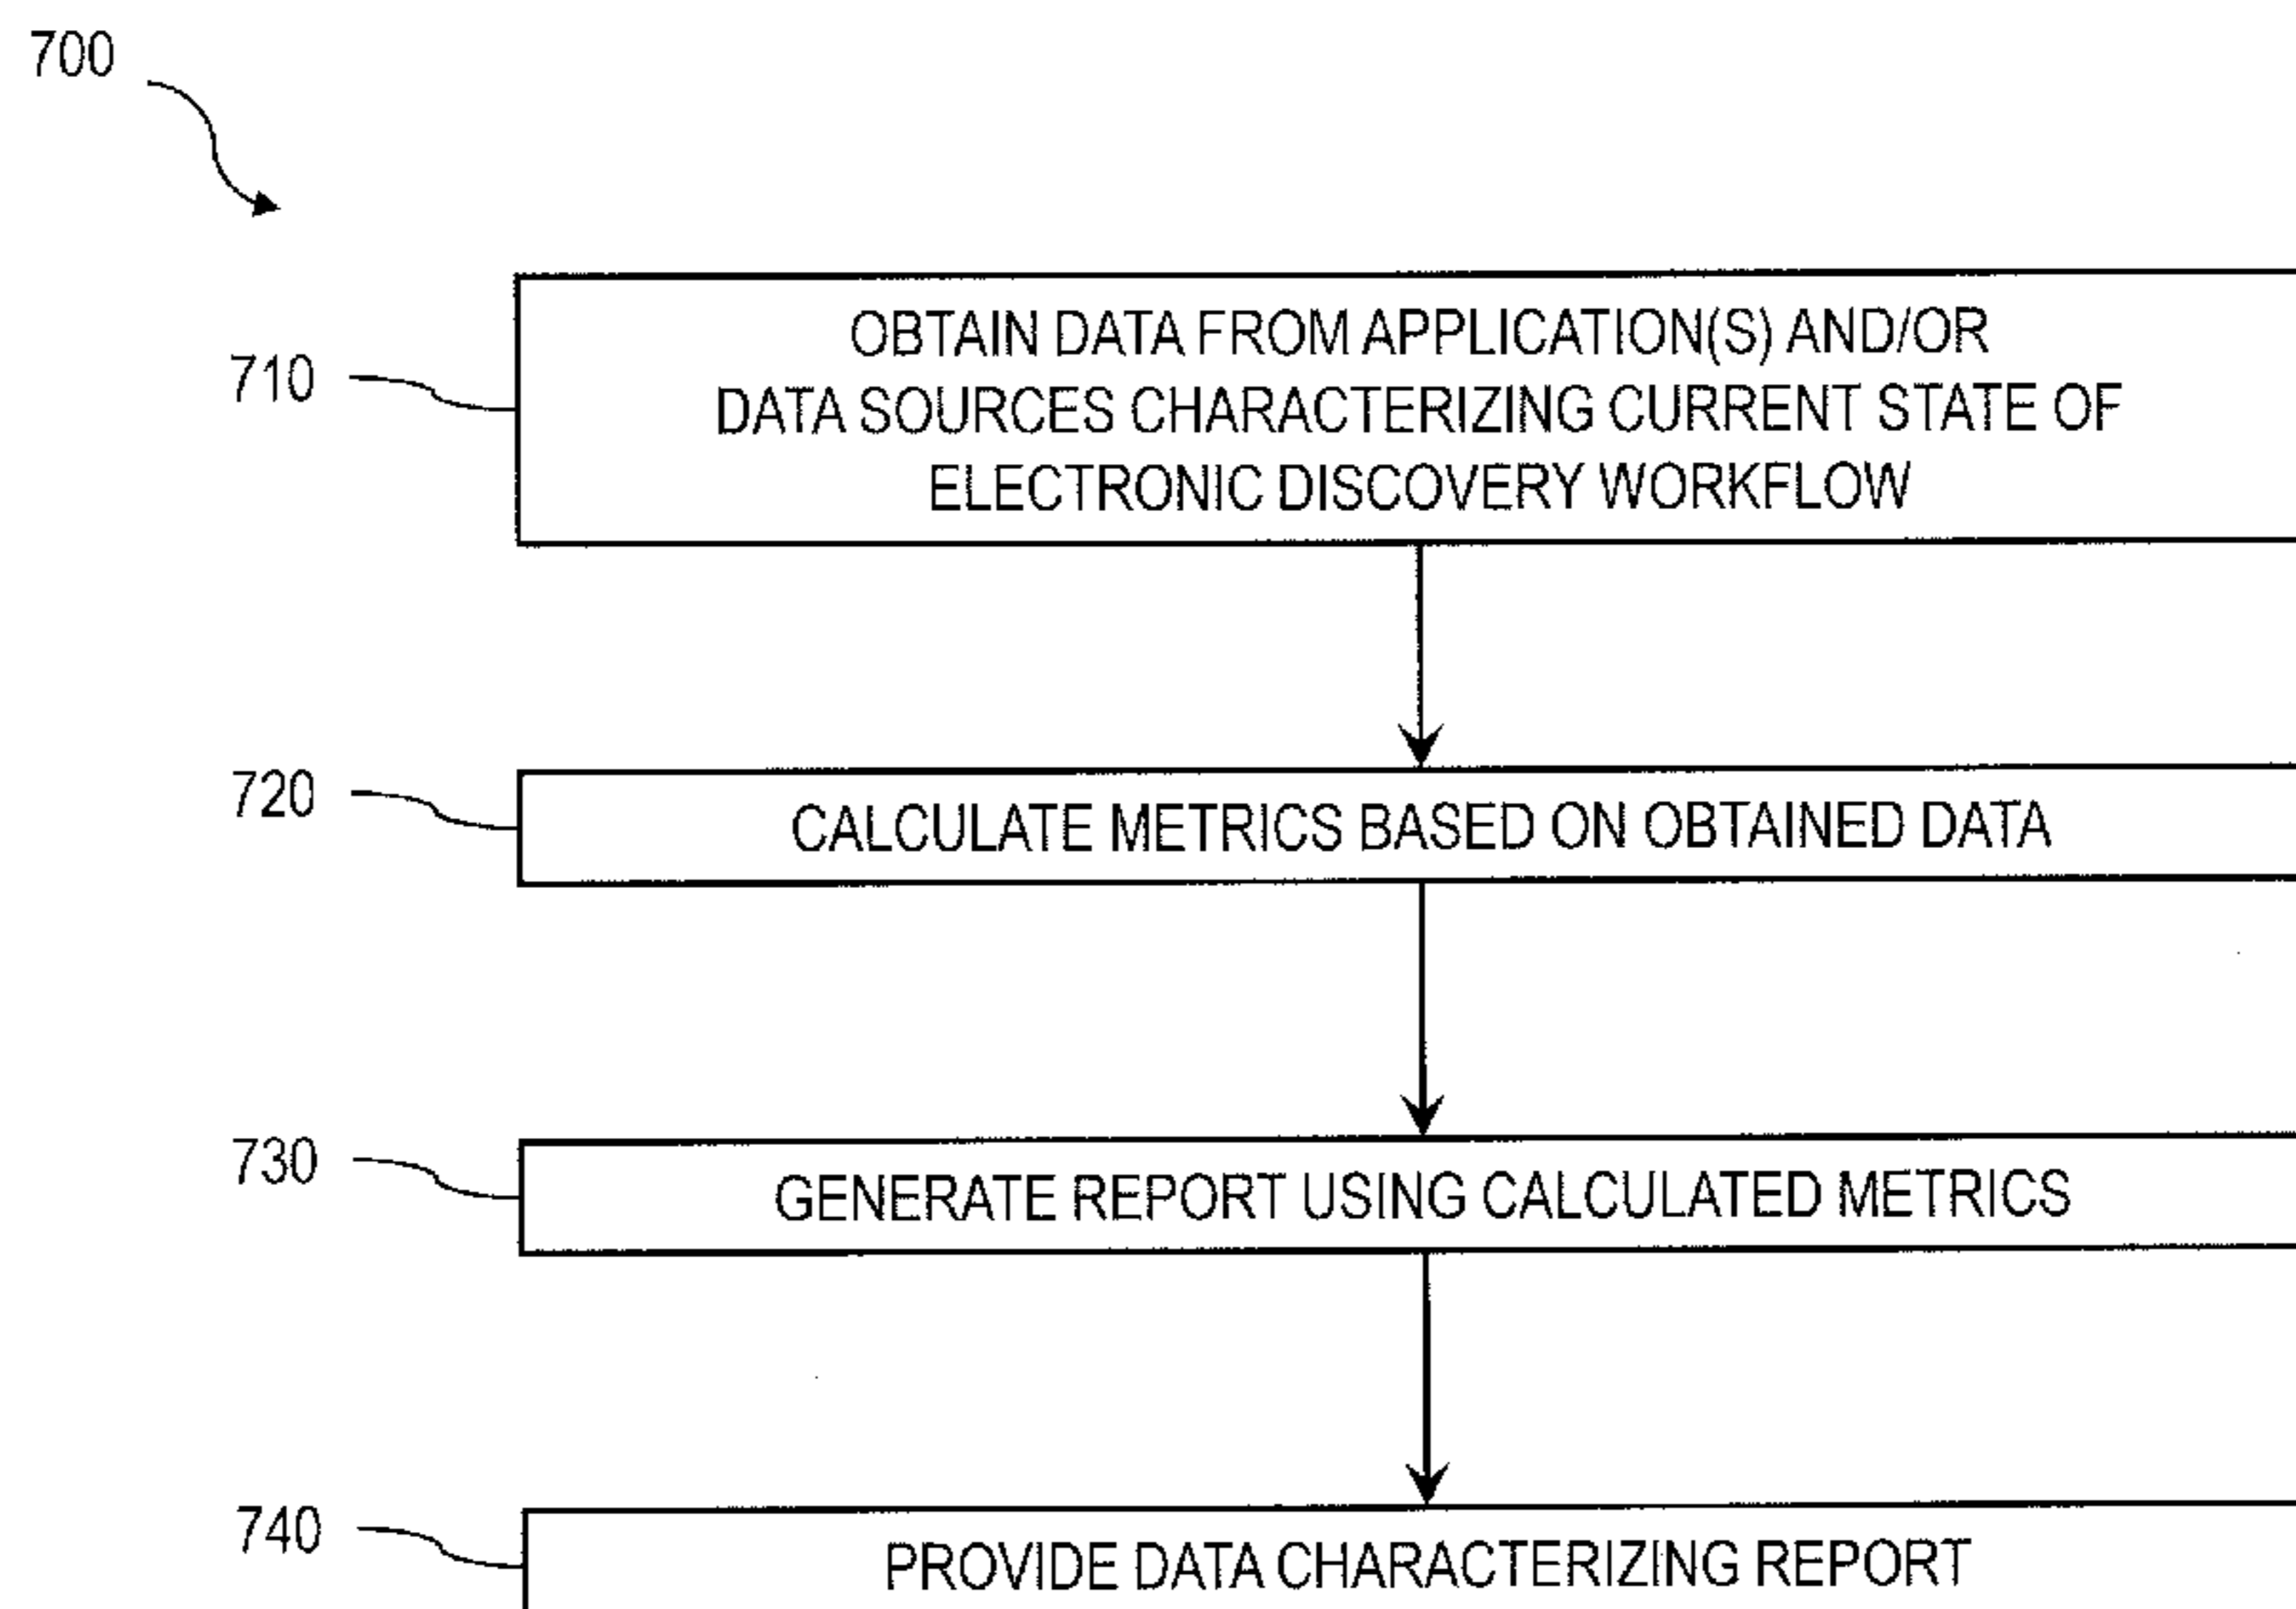 700
710
OBTAIN DATA FROM APPLICATION(S) AND/OR
DATA SOURCES CHARACTERIZING CURRENT STATE OF
ELECTRONIC DISCOVERY WORKFLOW
720
CALCULATE METRICS BASED ON OBTAINED DATA
730
GENERATE REPORT USING CALCULATED METRICS
740
PROVIDE DATA CHARACTERIZING REPORT